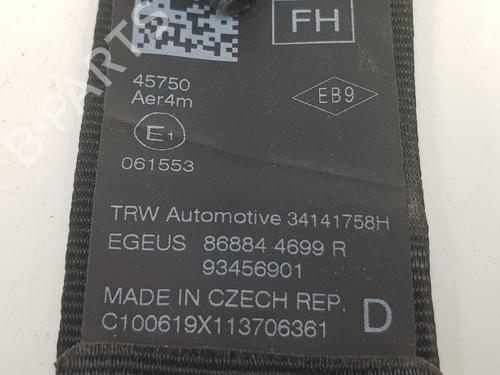 B-PARTS
FH
45750
Aer4m
EB9
E1
061553
TRW Automotive 34141758H
EGEUS 86884 4699 R
93456901
MADE IN CZECH REP. D
C100619X113706361